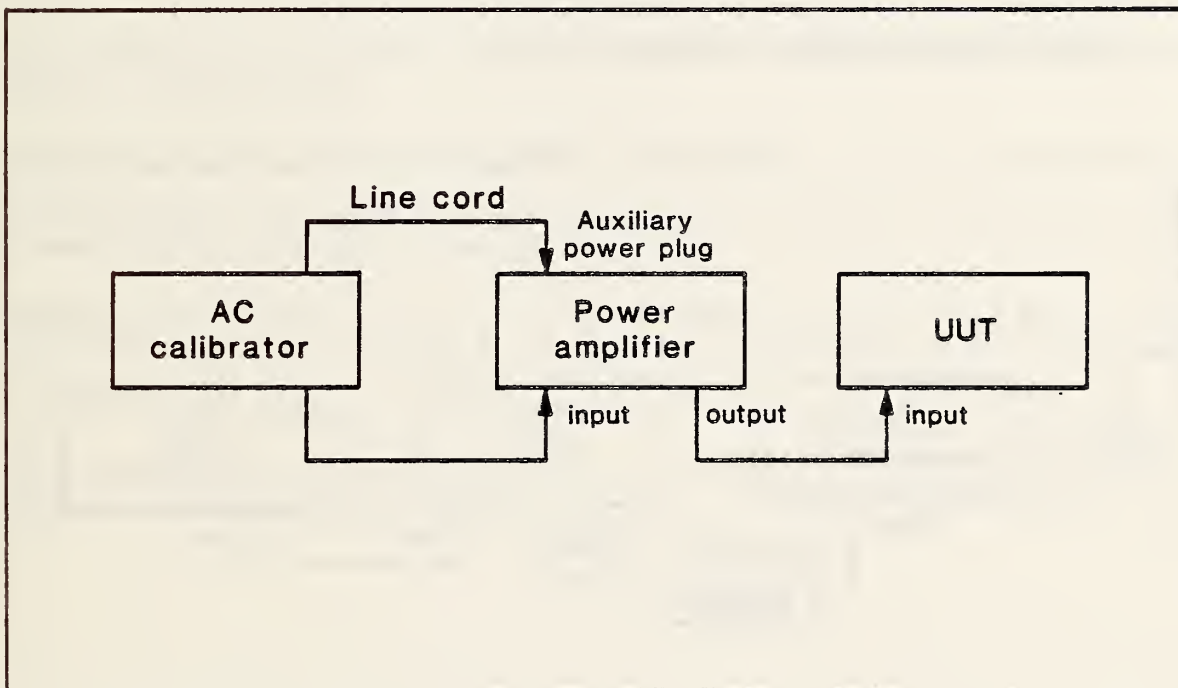 Line cord
Auxiliary
power plug
AC
calibrator
Power
amplifier
UUT
input
output
input